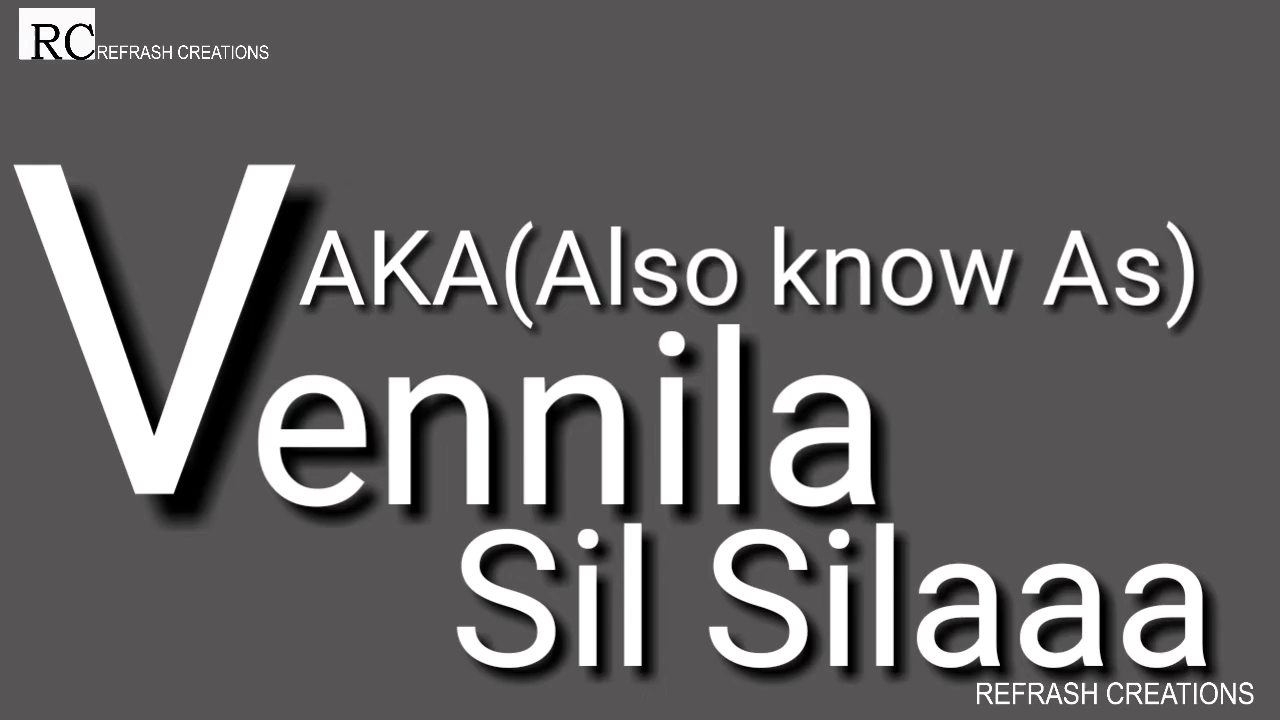 RC REFRASH CREATIONS
AKA(Also know As)
Vennila
Sil Silaaa
REFRASH CREATIONS